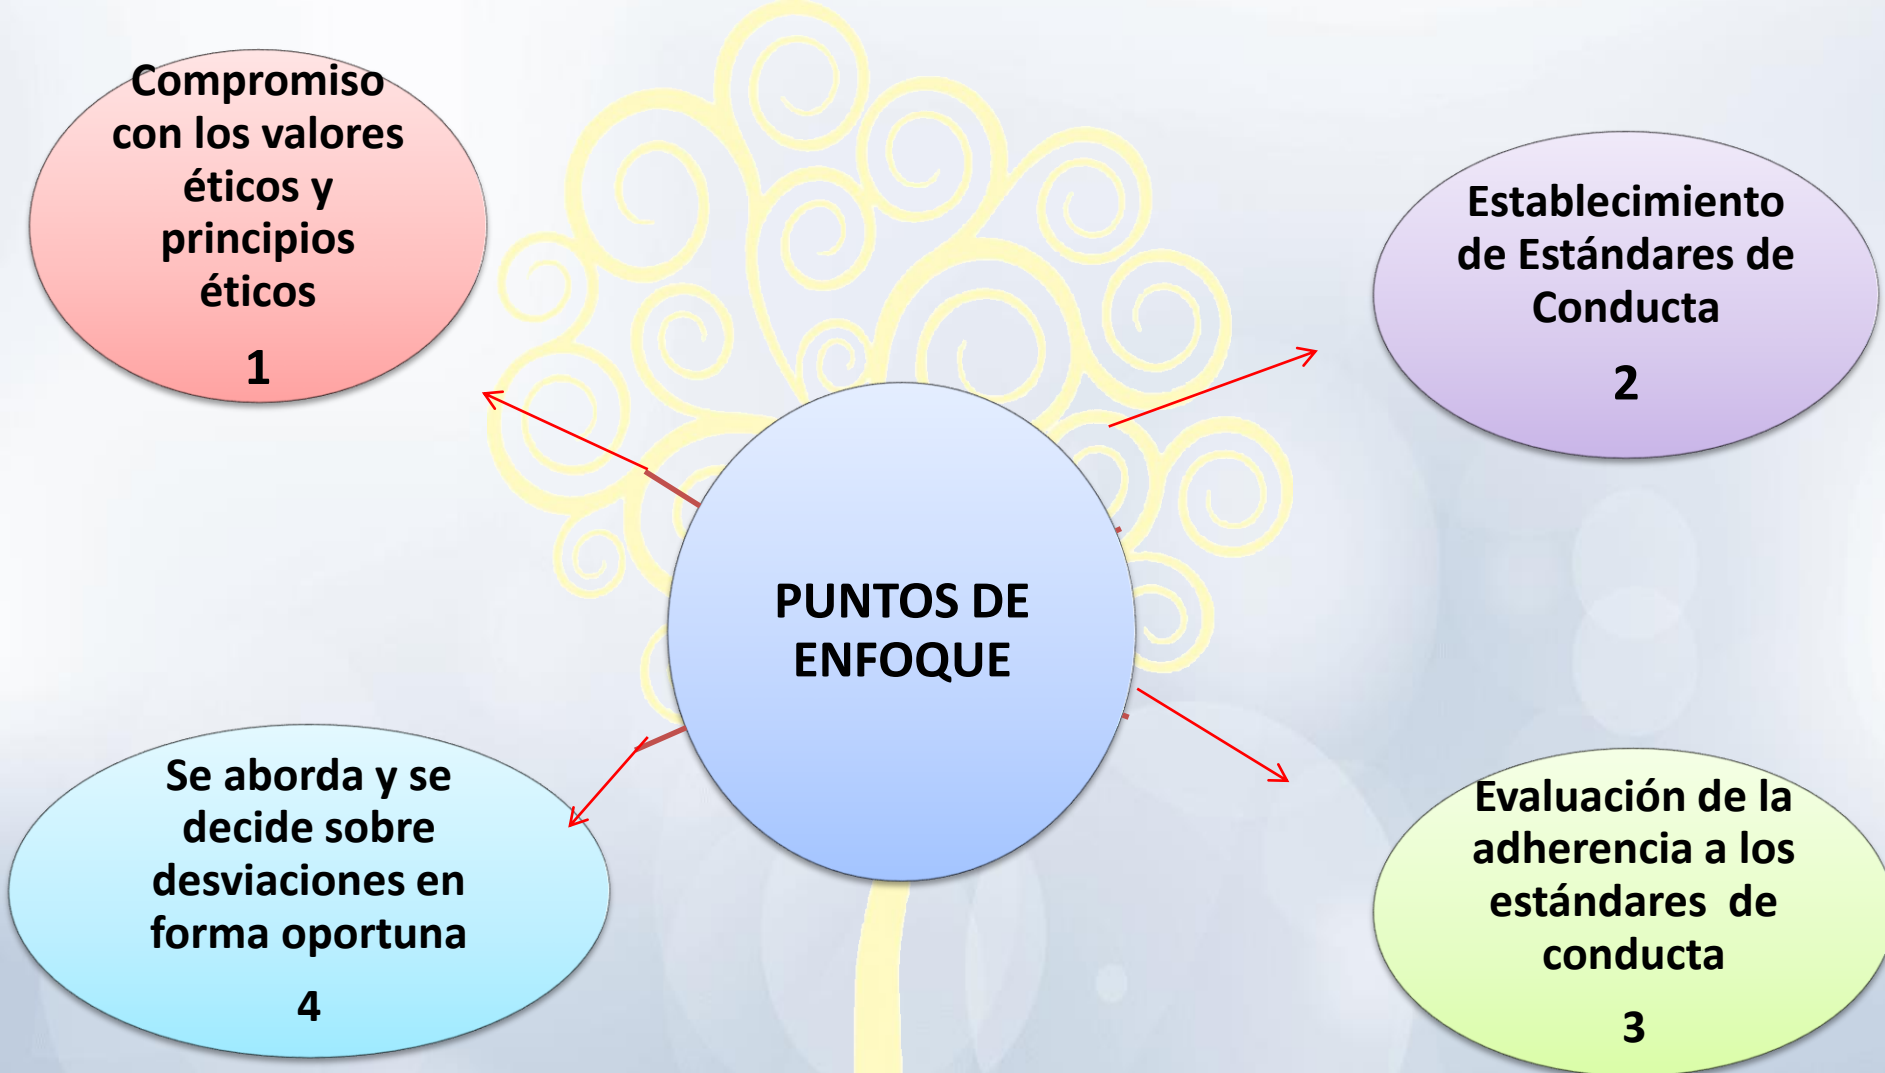 Compromiso
con los valores
éticos y
principios
éticos
1
Establecimiento
de Estándares de
Conducta
2
PUNTOS DE
ENFOQUE
Evaluación de la
adherencia a los
estándares  de
conducta
3
Se aborda y se
decide sobre
desviaciones en
forma oportuna
4